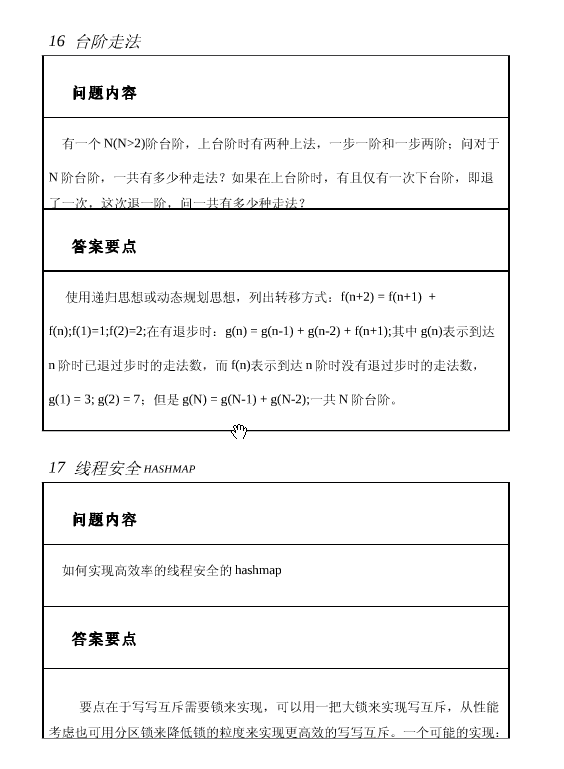 16 台阶走法
问题内容
有一个 N(N>2)阶台阶，上台阶时有两种上法，一步一阶和一步两阶；问对于
N 阶台阶，一共有多少种走法？如果在上台阶时，有且仅有一次下台阶，即退
了一次，这次退一阶，问一共有多少种走法？
答案要点
使用递归思想或动态规划思想，列出转移方式：f(n+2) = f(n+1) +
f(n);f(1)=1;f(2)=2;在有退步时：g(n) = g(n-1) + g(n-2) + f(n+1);其中 g(n)表示到达
n 阶时已退过步时的走法数，而 f(n)表示到达 n 阶时没有退过步时的走法数，
g(1) = 3; g(2) = 7；但是 g(N) = g(N-1) + g(N-2);一共 N 阶台阶。
17 线程安全 HASHMAP
问题内容
如何实现高效率的线程安全的 hashmap
答案要点
要点在于写写互斥需要锁来实现，可以用一把大锁来实现写互斥，从性能
考虑也可用分区锁来降低锁的粒度来实现更高效的写写互斥。一个可能的实现：